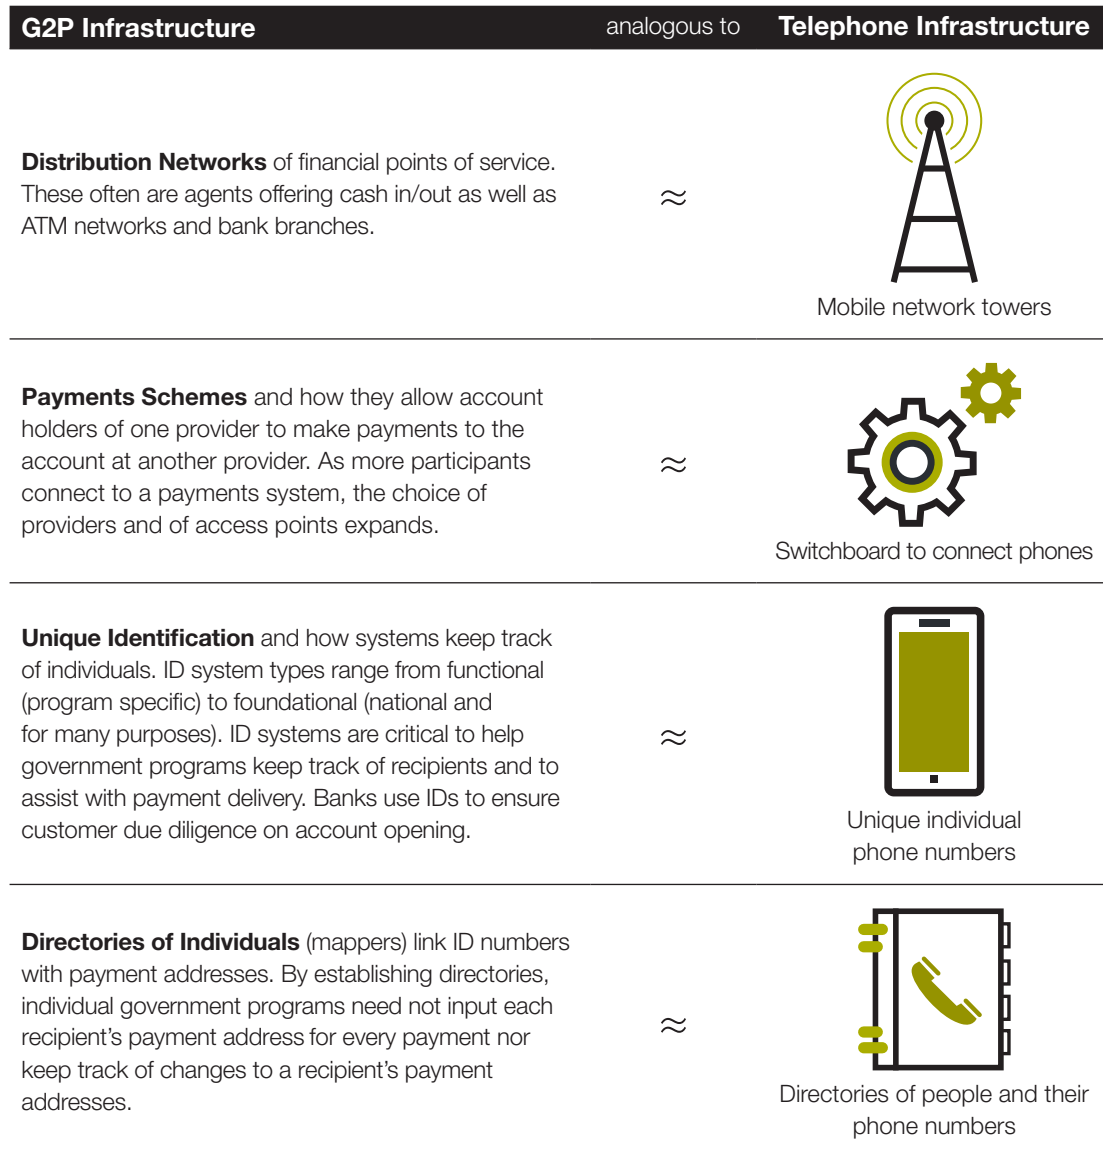 G2P Infrastructure analogous to Telephone Infrastructure
Distribution Networks of financial points of service.
These often are agents offering cash in/out as well as
ATM networks and bank branches.
≈
Mobile network towers
Payments Schemes and how they allow account
holders of one provider to make payments to the
account at another provider. As more participants
connect to a payments system, the choice of
providers and of access points expands.
≈
Switchboard to connect phones
Unique Identification and how systems keep track
of individuals. ID system types range from functional
(program specific) to foundational (national and
for many purposes). ID systems are critical to help
government programs keep track of recipients and to
assist with payment delivery. Banks use IDs to ensure
customer due diligence on account opening.
≈
Unique individual
phone numbers
Directories of Individuals (mappers) link ID numbers
with payment addresses. By establishing directories,
individual government programs need not input each
recipient’s payment address for every payment nor
keep track of changes to a recipient’s payment
addresses.
≈
Directories of people and their
phone numbers